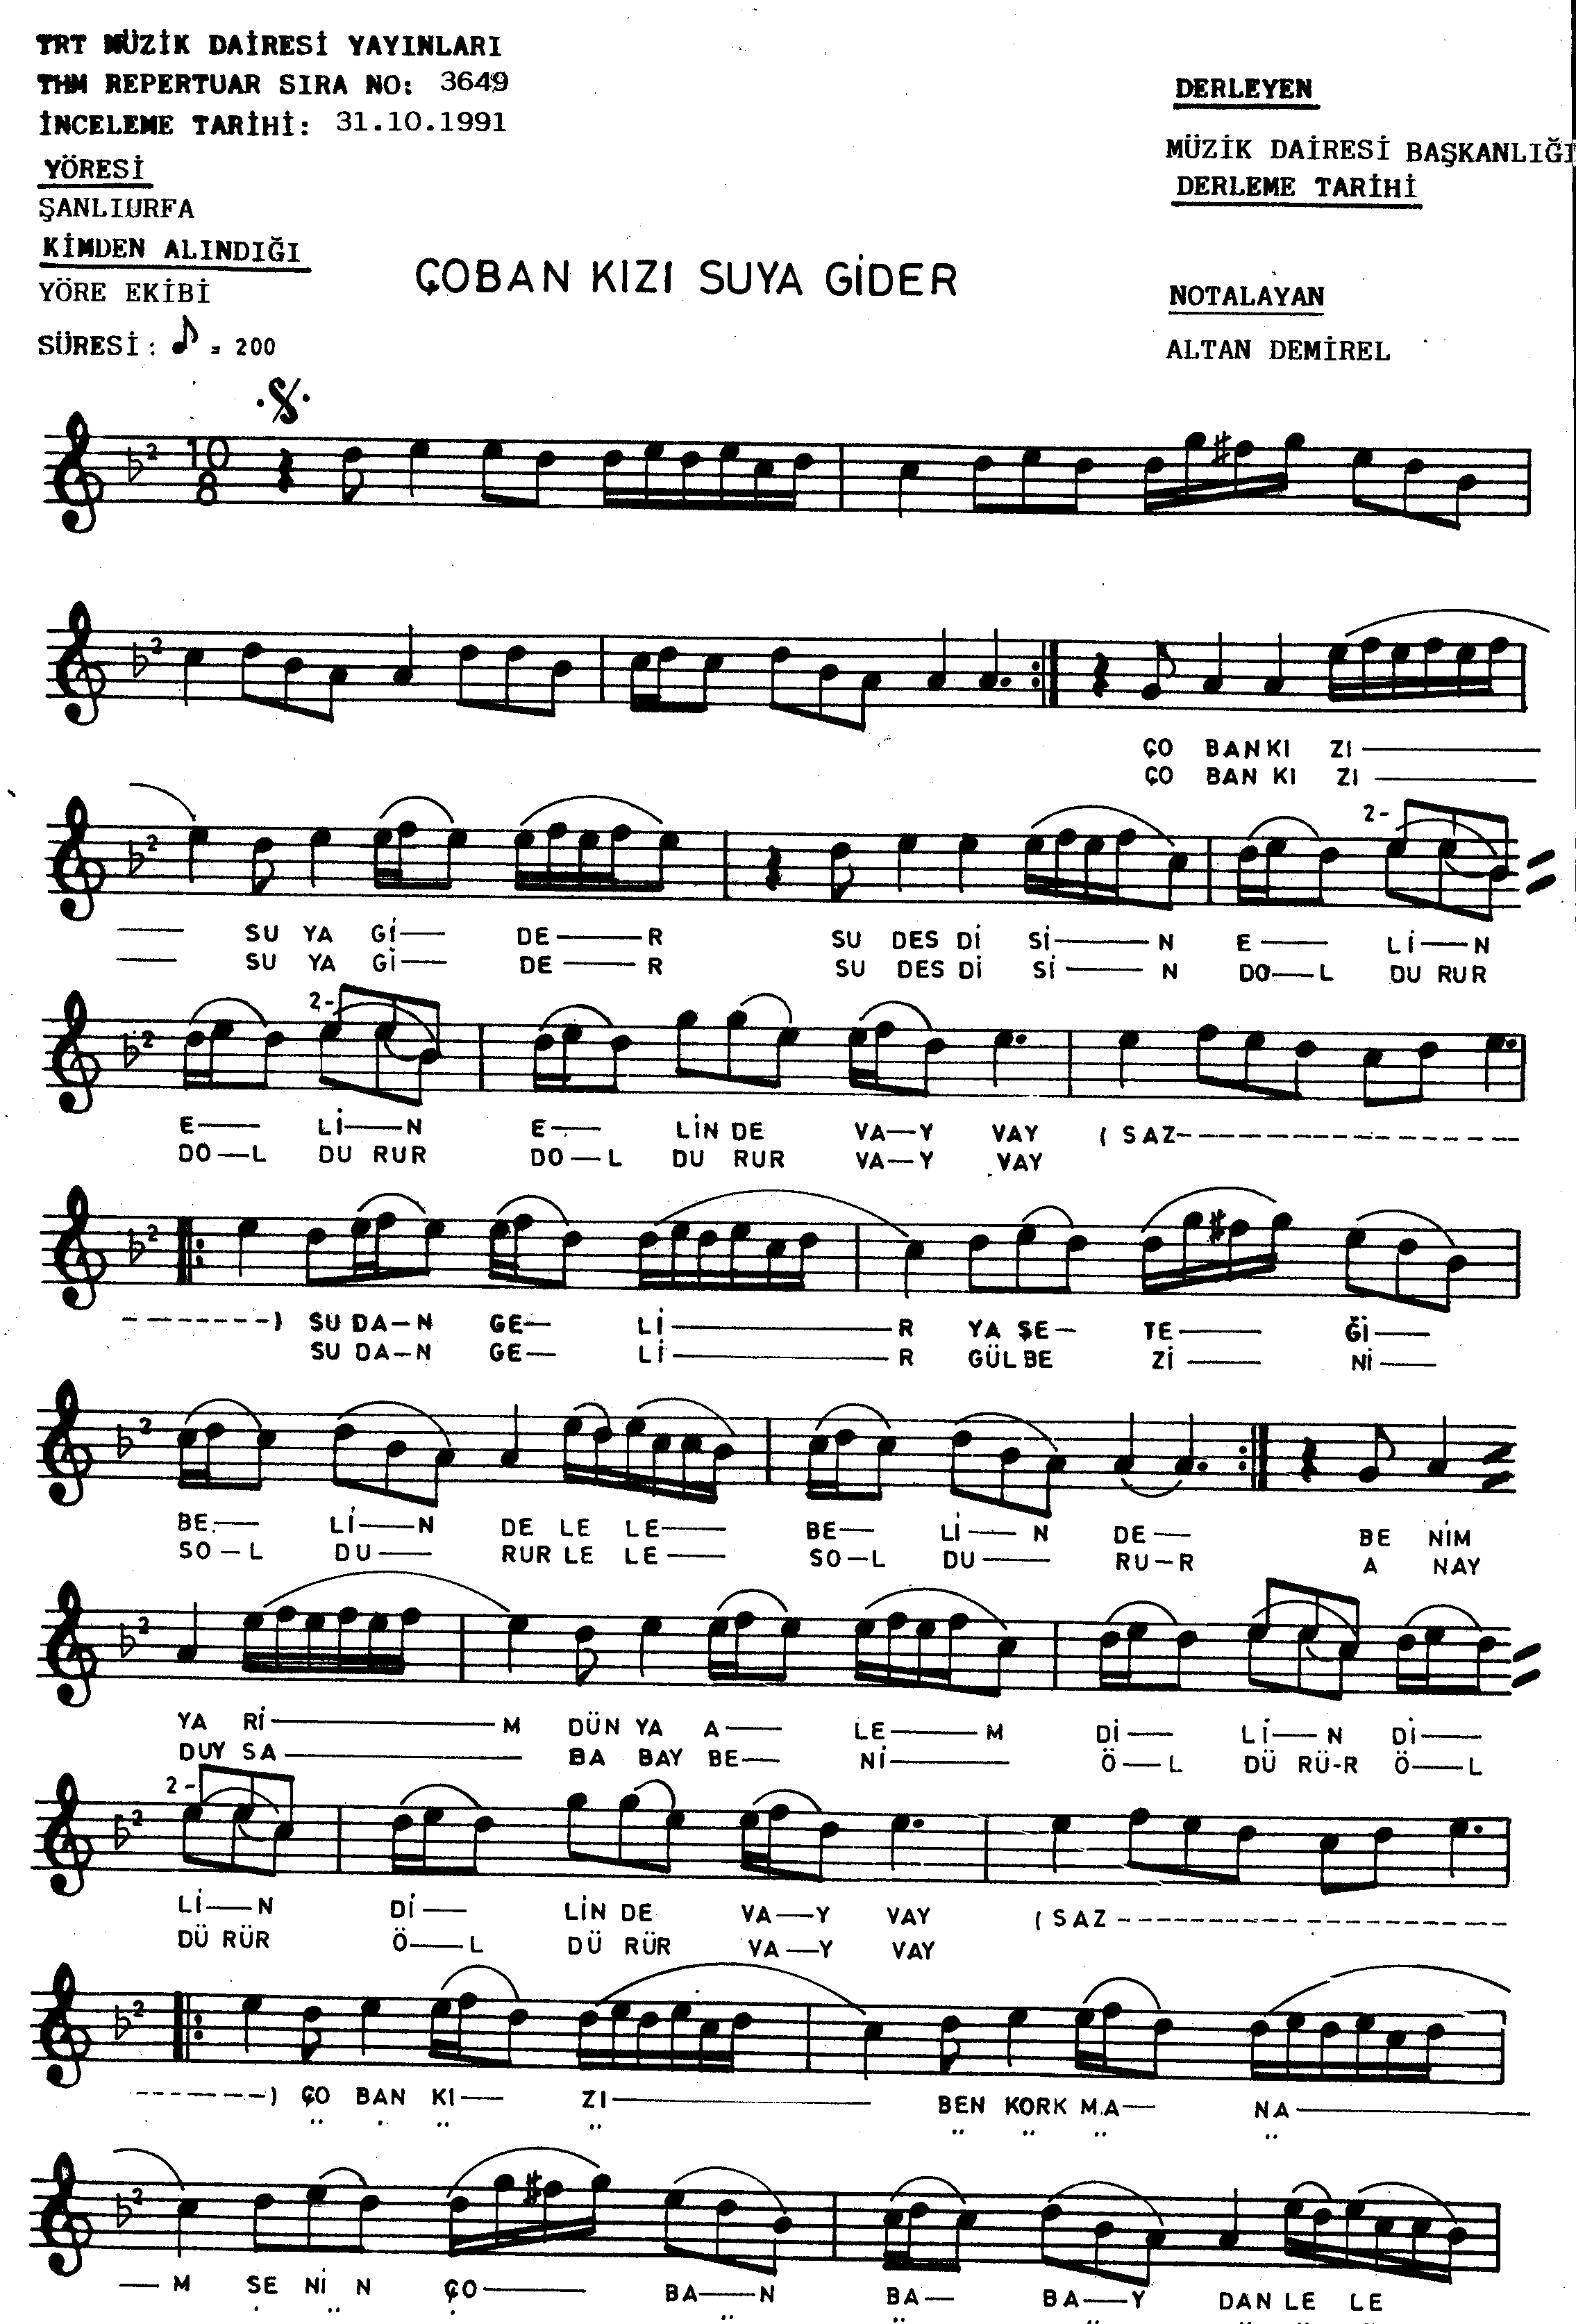 TRT MÜZİK DAİRESİ YAYINLARI
THM REPERTUAR SIRA NO: 3649
İNCELEME TARİHİ: 31.10.1991
YÖRESİ
ŞANLIURFA
KİMDEN ALINDIĞI
YÖRE EKİBİ
SÜRESİ: ♪ = 200
DERLEYEN
MÜZİK DAİRESİ BAŞKANLIĞI
DERLEME TARİHİ
NOTALAYAN
ALTAN DEMİREL
ÇOBAN KIZI SUYA GİDER
10
8
ÇO BAN KI ZI
ÇO BAN KI ZI
2-
SU YA Gİ— DE——R SU DES Dİ Sİ——N E—— Lİ—N
SU YA Gİ— DE——R SU DES Dİ Sİ——N DO—L DU RUR
2-
E—— Lİ—N E—— LİN DE VA—Y VAY ( SAZ- - - - - - - -
DO—L DU RUR DO—L DU RUR VA—Y VAY
- - - - - - -) SU DA—N GE— Lİ————R YA ŞE— TE—— Ğİ——
SU DA—N GE— Lİ————R GÜL BE Zİ—— Nİ——
BE— Lİ—N DE LE LE—— BE— Lİ—N DE— BE NİM
SO—L DU—— RUR LE LE—— SO—L DU—— RU—R A NAY
YA Rİ————M DÜN YA A—— LE——M Dİ—— Lİ—N Dİ——
DUY SA———— BA BAY BE— Nİ—— Ö—L DÜ RÜ-R Ö—L
2-
Lİ—N Dİ— LİN DE VA—Y VAY ( SAZ - - - - - - - -
DÜ RÜR Ö—L DÜ RÜR VA—Y VAY
- - - - - - -) ÇO BAN KI— ZI———— BEN KORK MA— NA————
—M SE Nİ N ÇO—— BA—N BA— BA—Y DAN LE LE